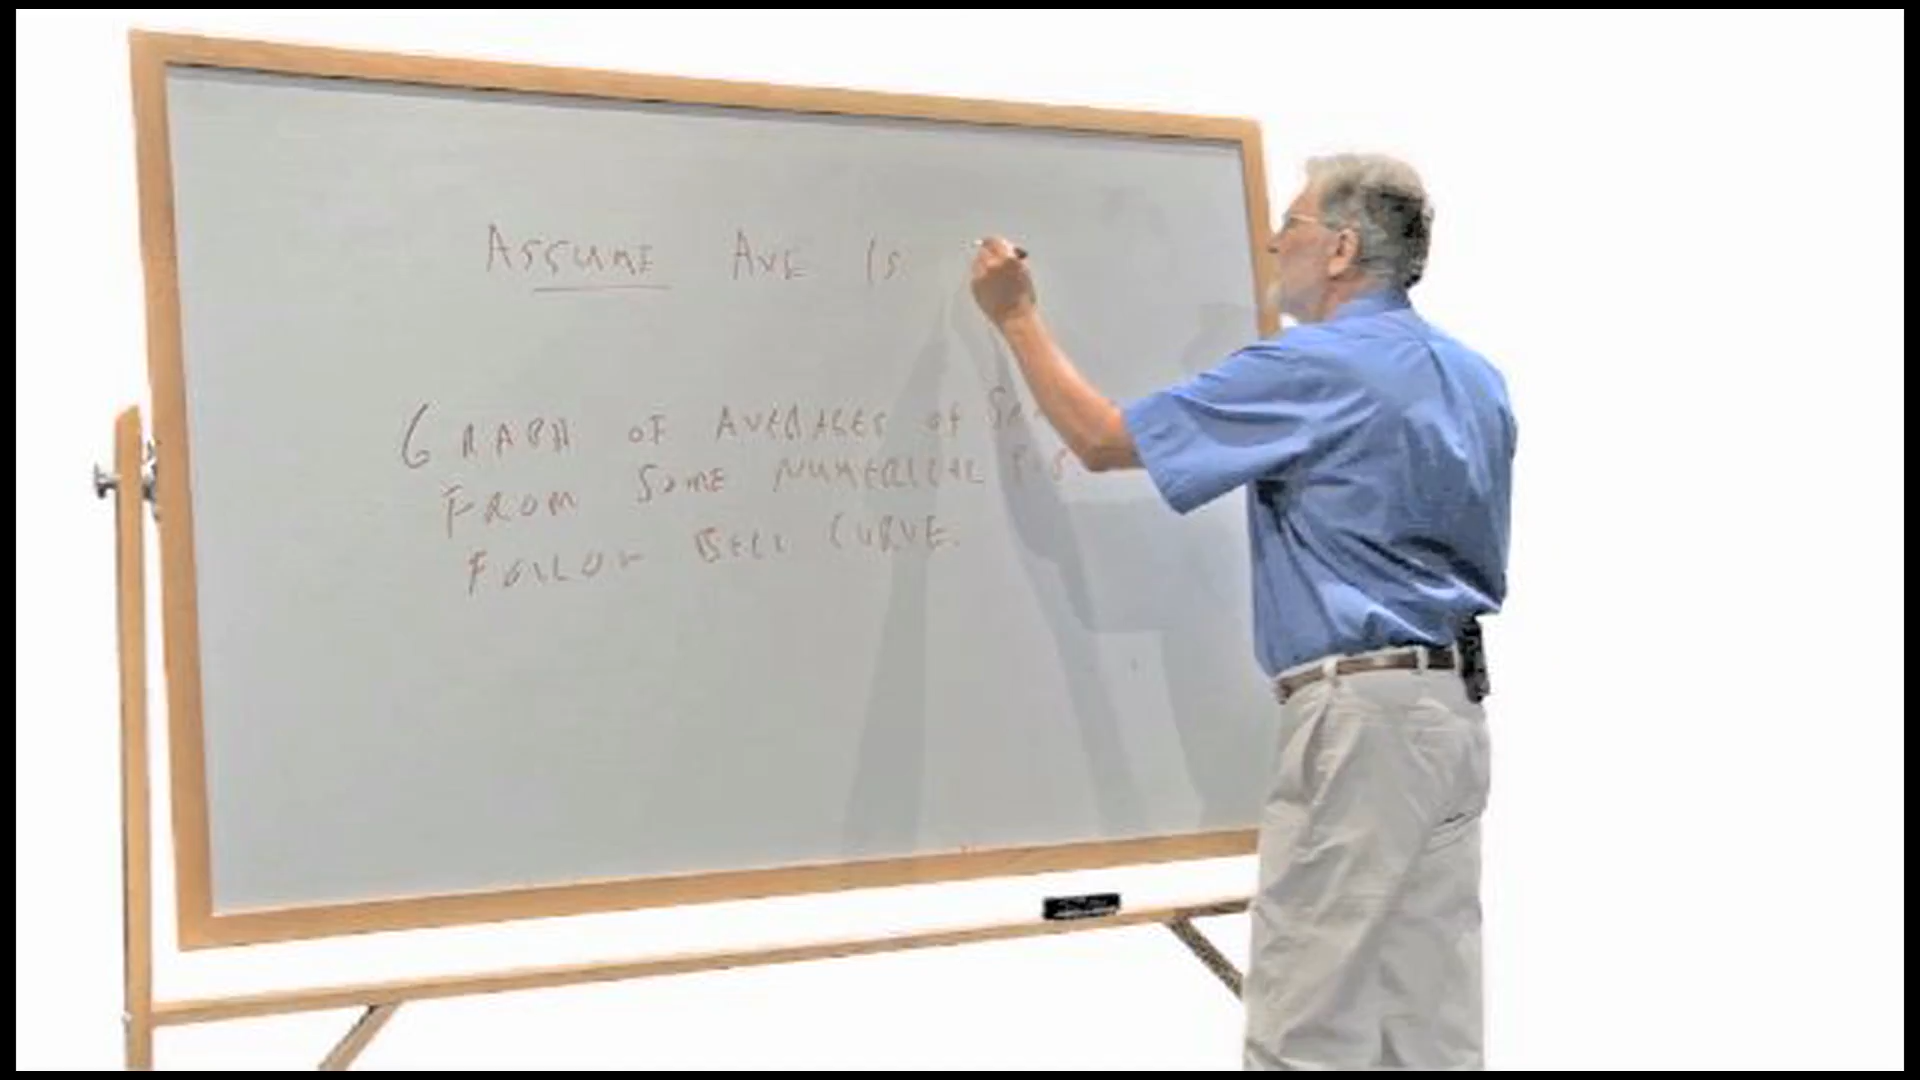 ASSUME AVE IS
GRAPH OF AVERAGES OF
FROM SOME NUMERICAL
FOLLOW BELL CURVE.